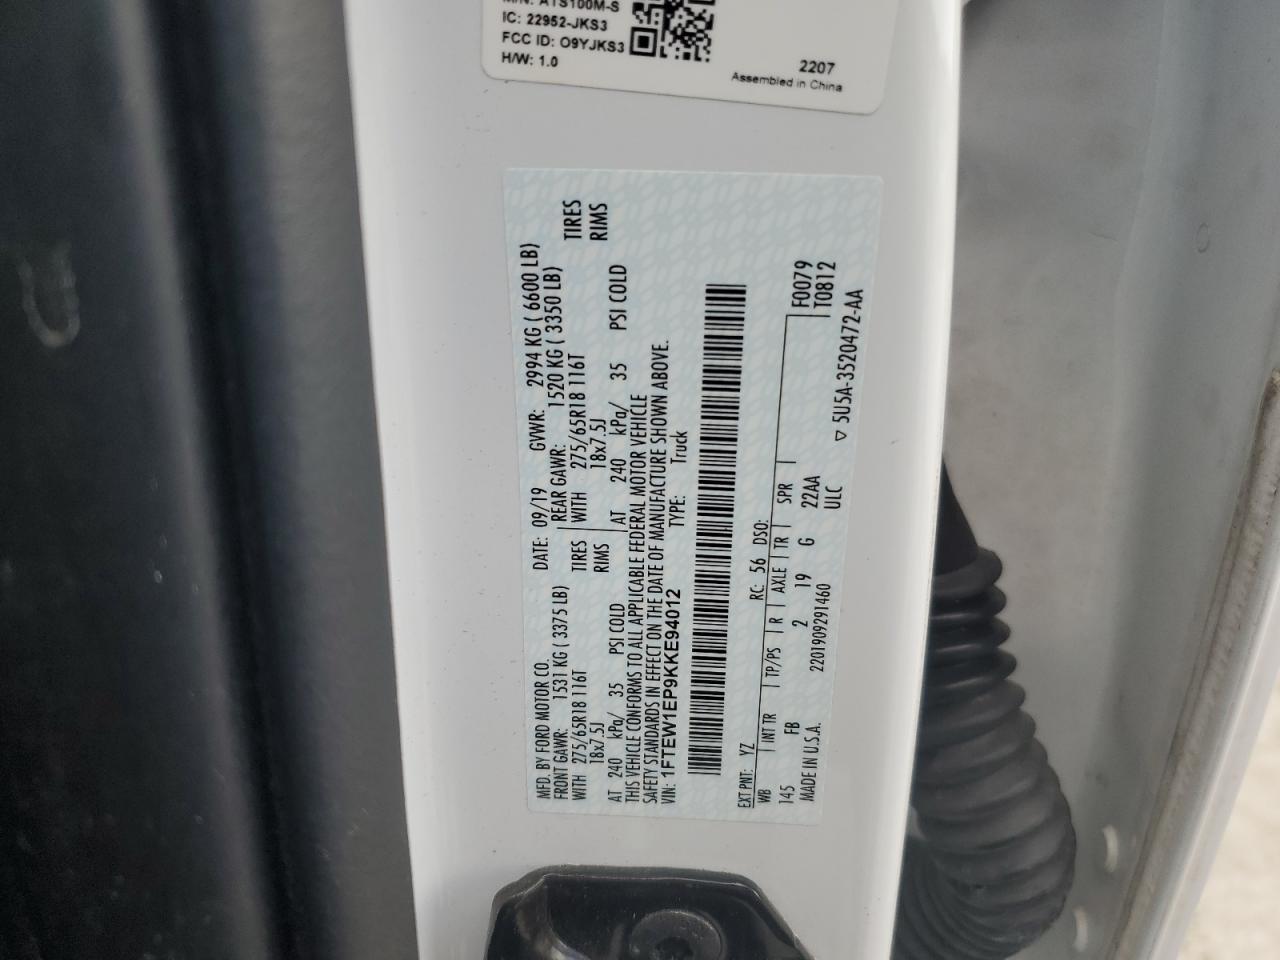 M/N: ATS100M-S
IC: 22952-JKS3
FCC ID: O9YJKS3
H/W: 1.0
2207
Assembled in China
MFD. BY FORD MOTOR CO. DATE: 09/19 GVWR: 2994 KG ( 6600 LB)
FRONT GAWR: 1531 KG ( 3375 LB) REAR GAWR: 1520 KG ( 3350 LB)
WITH 275/65R18 116T TIRES WITH 275/65R18 116T TIRES
18x7.5J RIMS 18x7.5J RIMS
AT 240 kPa/ 35 PSI COLD AT 240 kPa/ 35 PSI COLD
THIS VEHICLE CONFORMS TO ALL APPLICABLE FEDERAL MOTOR VEHICLE
SAFETY STANDARDS IN EFFECT ON THE DATE OF MANUFACTURE SHOWN ABOVE.
VIN: 1FTEW1EP9KKE94012 TYPE: Truck
EXT PNT: YZ RC: 56 DSO:
WB INT TR TP/PS R AXLE TR SPR F0079
145 FB 2 19 G 22AA T0812
MADE IN U.S.A. 2201909291460 ULC
▽ 5U5A-3520472-AA